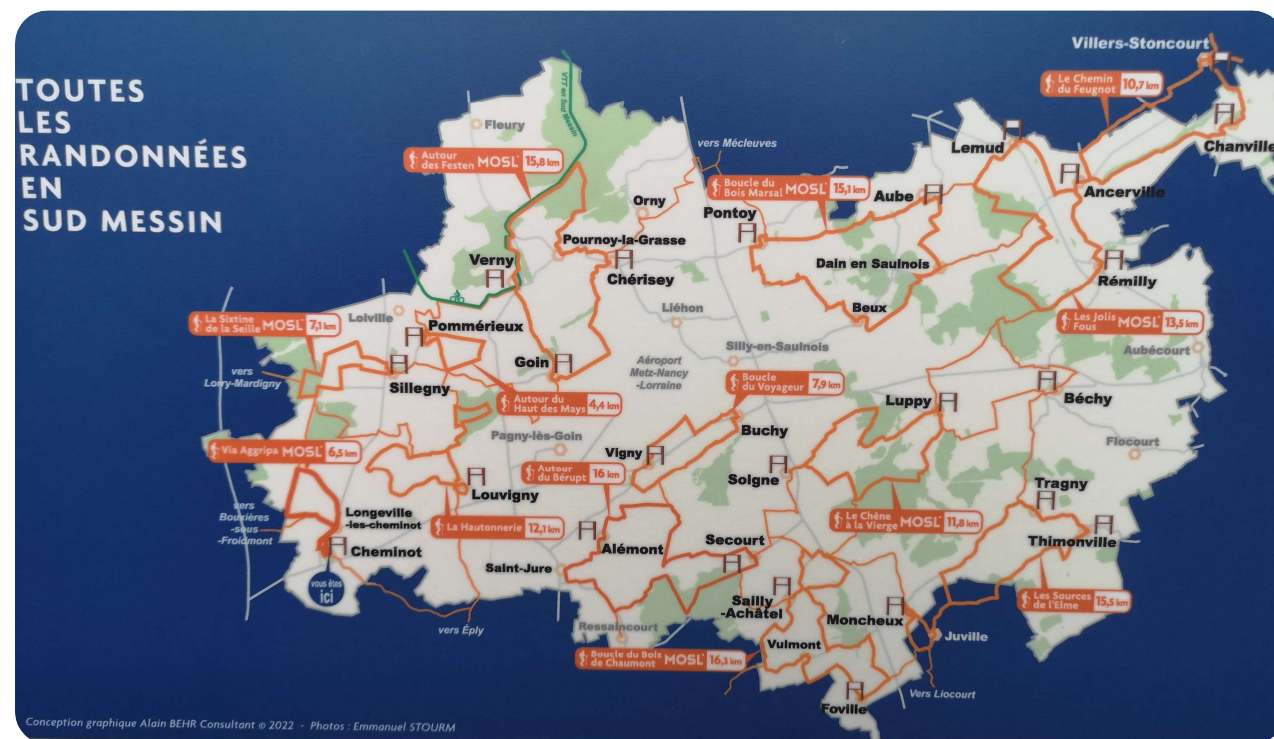 TOUTES
LES
RANDONNÉES
EN
SUD MESSIN
Villers-Stoncourt
Le Chemin
du Feugnot 10,7 km
VTT en Sud Messin
Fleury
Chanville
Lemud
vers Mécleuves
Autour
des Festen MOSL 15,8 km
Ancerville
Boucle du
Bois Marsal MOSL 15,1 km
Aube
Orny
Pontoy
Pournoy-la-Grasse
Verny
Dain en Saulnois
Chérisey
Rémilly
Liéhon
Beux
Loiville
La Sixtine
de la Seille MOSL 7,1 km
Pommérieux
Les Jolis
Fous MOSL 13,5 km
Silly-en-Saulnois
Aubécourt
Goin
Aéroport
Metz-Nancy
-Lorraine
vers
Lorry-Mardigny
Sillegny
Boucle
du Voyageur 7,9 km
Autour du
Haut des Mays 4,4 km
Luppy
Béchy
Pagny-lès-Goin
Buchy
Flocourt
Via Aggripa MOSL 6,5 km
Vigny
Autour
du Bérupt 16 km
Solgne
Tragny
Louvigny
vers
Bouxières
-sous
-Froidmont
Longeville
-les-cheminot
La Hautonnerie 12,1 km
Le Chêne
à la Vierge MOSL 11,8 km
Cheminot
Alémont
Secourt
Thimonville
Saint-Jure
vous êtes
ici
Sailly
-Achâtel
Les Sources
de l'Elme 15,5 km
Moncheux
vers Éply
Ressaincourt
Vulmont
Juville
Boucle du Bois
de Chaumont MOSL 16,3 km
Vers Liocourt
Foville
Conception graphique Alain BEHR Consultant © 2022 - Photos : Emmanuel STOURM